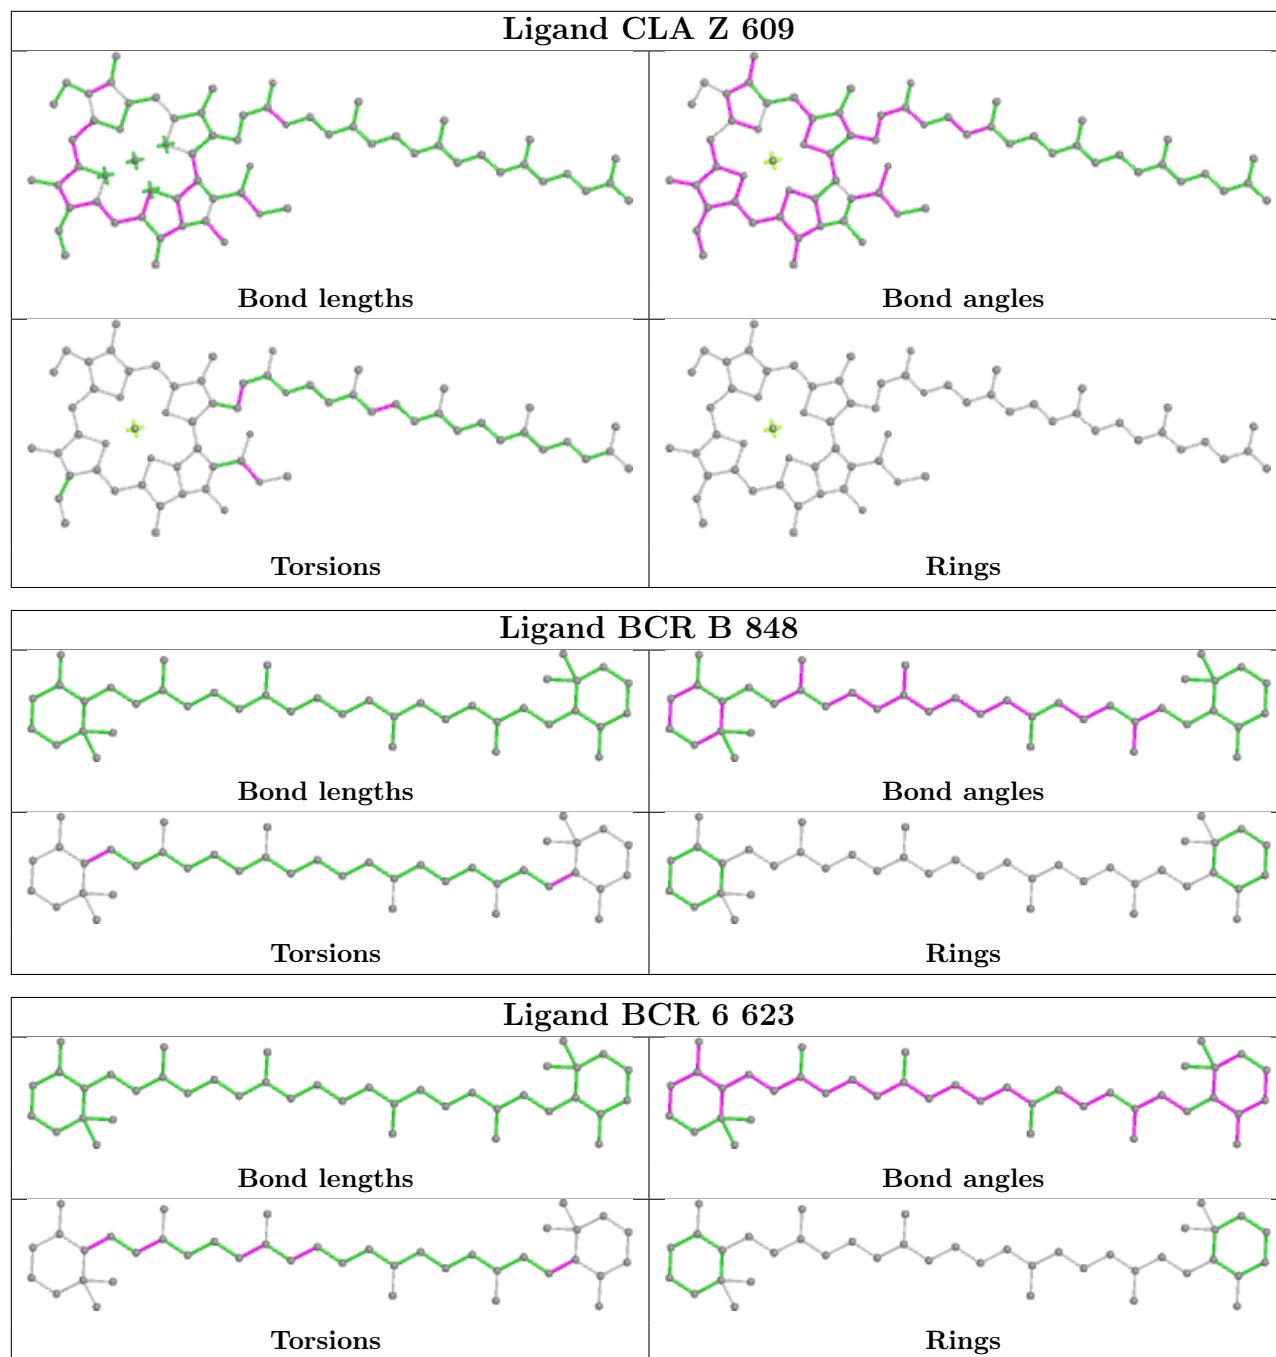 Ligand CLA Z 609
Bond lengths
Bond angles
Torsions
Rings
Ligand BCR B 848
Bond lengths
Bond angles
Torsions
Rings
Ligand BCR 6 623
Bond lengths
Bond angles
Torsions
Rings